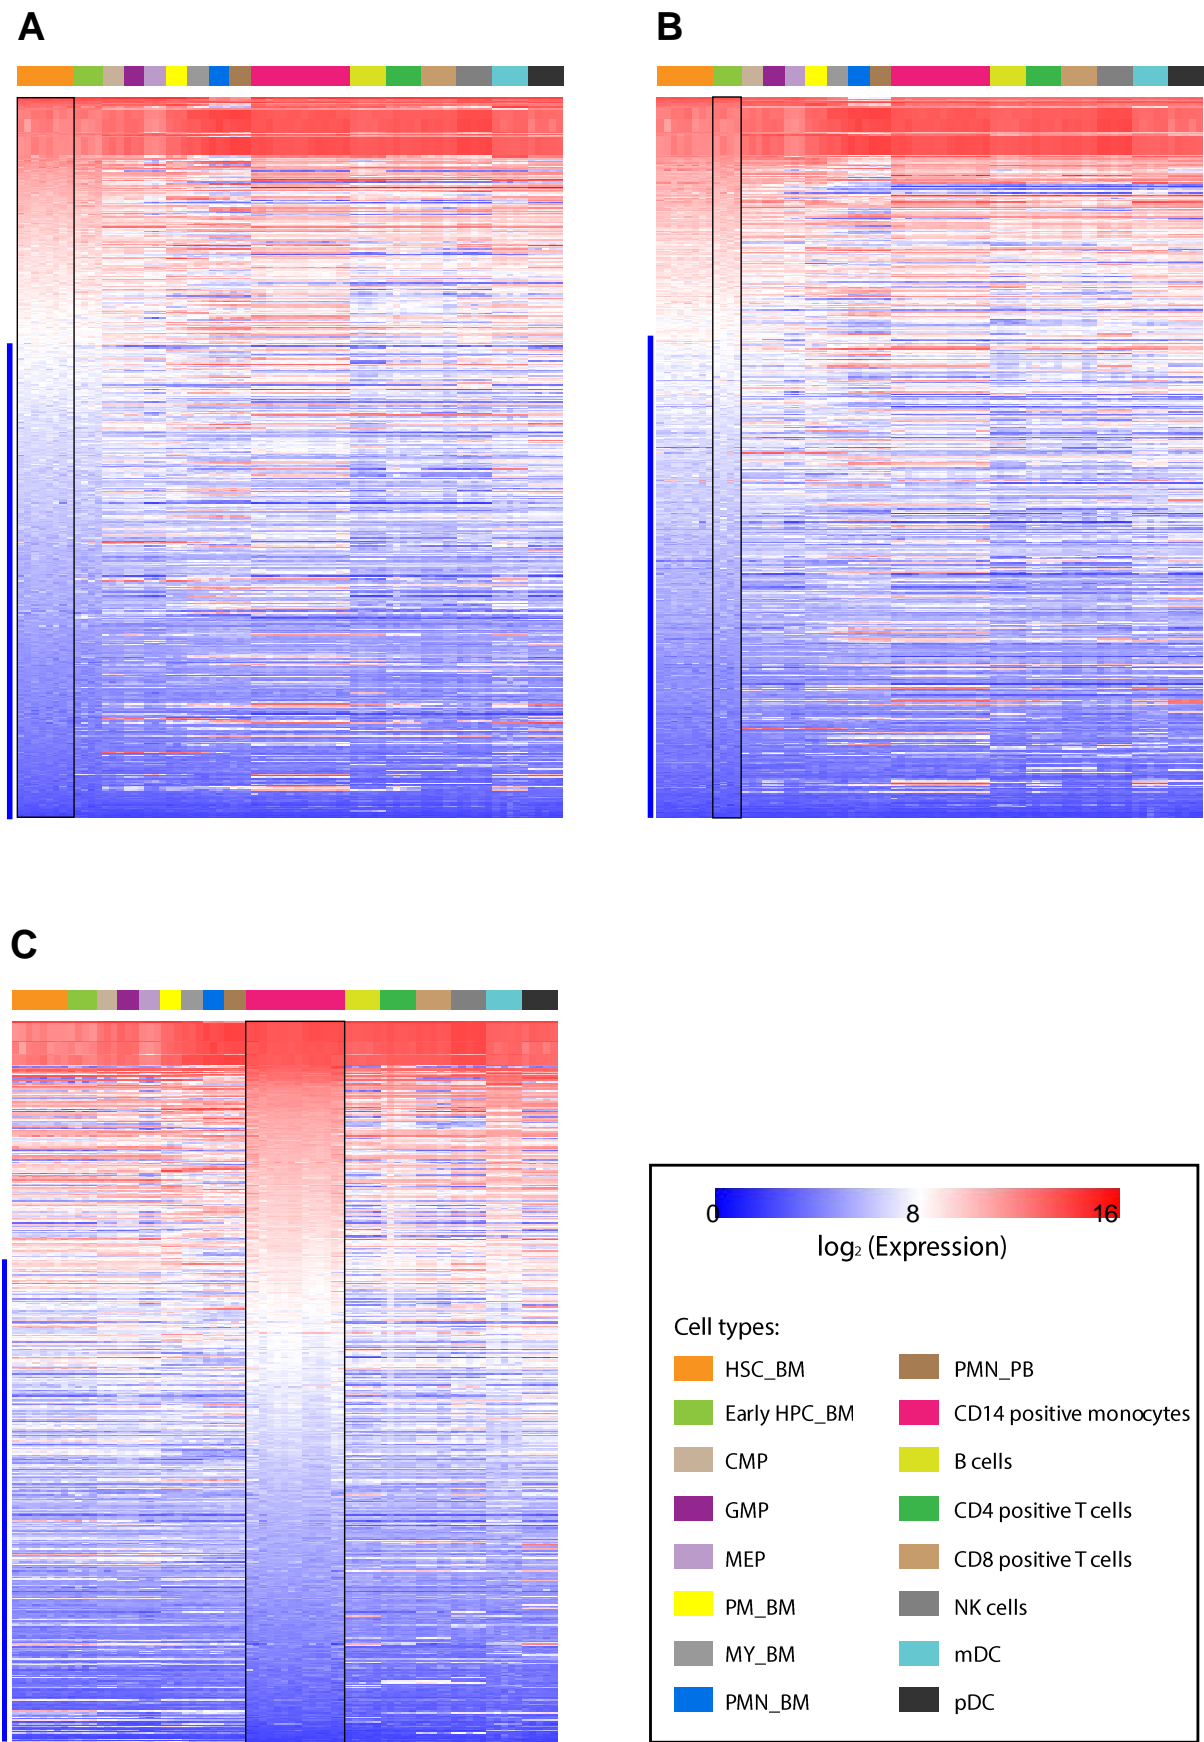 A
B
C
0 8 16
log2 (Expression)
Cell types:
HSC_BM
PMN_PB
Early HPC_BM
CD14 positive monocytes
CMP
B cells
GMP
CD4 positive T cells
MEP
CD8 positive T cells
PM_BM
NK cells
MY_BM
mDC
PMN_BM
pDC